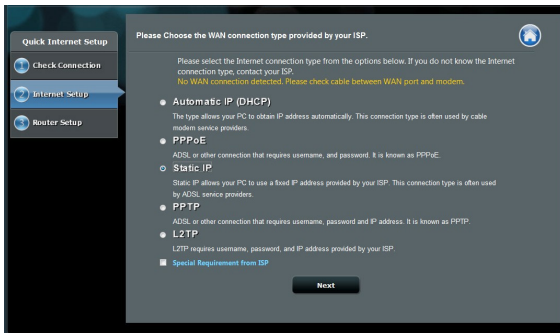 Quick Internet Setup
1 Check Connection
2 Internet Setup
3 Router Setup
Please Choose the WAN connection type provided by your ISP.
Please select the Internet connection type from the options below. If you do not know the Internet
connection type, contact your ISP.
No WAN connection detected. Please check cable between WAN port and modem.
Automatic IP (DHCP)
The type allows your PC to obtain IP address automatically. This connection type is often used by cable
modem service providers.
PPPoE
ADSL or other connection that requires username, and password. It is known as PPPoE.
Static IP
Static IP allows your PC to use a fixed IP address provided by your ISP. This connection type is often used
by ADSL service providers.
PPTP
ADSL or other connection that requires username, password and IP address. It is known as PPTP.
L2TP
L2TP requires username, password, and IP address provided by your ISP.
Special Requirement from ISP
Next